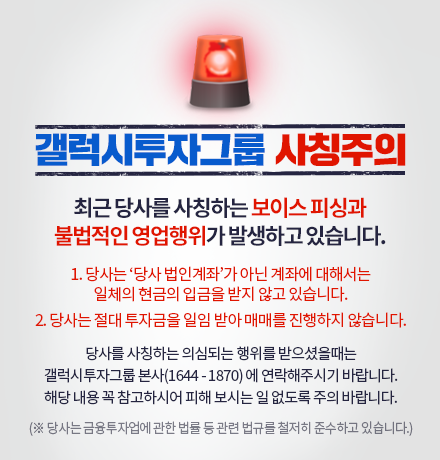 갤럭시투자그룹 사칭주의
최근 당사를 사칭하는 보이스 피싱과
불법적인 영업행위가 발생하고 있습니다.
1. 당사는 ‘당사 법인계좌’가 아닌 계좌에 대해서는
일체의 현금의 입금을 받지 않고 있습니다.
2. 당사는 절대 투자금을 일임 받아 매매를 진행하지 않습니다.
당사를 사칭하는 의심되는 행위를 받으셨을때는
갤럭시투자그룹 본사(1644 - 1870) 에 연락해주시기 바랍니다.
해당 내용 꼭 참고하시어 피해 보시는 일 없도록 주의 바랍니다.
(※ 당사는 금융투자업에 관한 법률 등 관련 법규를 철저히 준수하고 있습니다.)